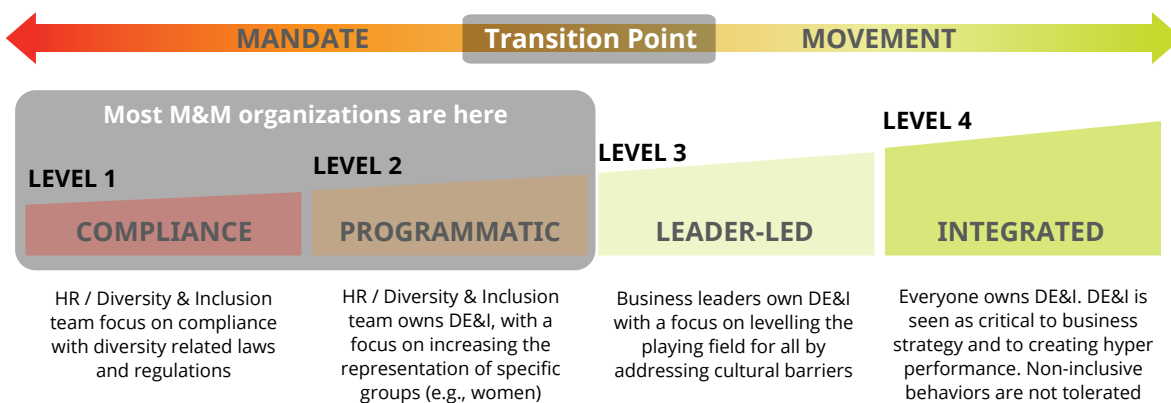 MANDATE Transition Point MOVEMENT
Most M&M organizations are here
LEVEL 1
COMPLIANCE
HR / Diversity & Inclusion
team focus on compliance
with diversity related laws
and regulations
LEVEL 2
PROGRAMMATIC
HR / Diversity & Inclusion
team owns DE&I, with a
focus on increasing the
representation of specific
groups (e.g., women)
LEVEL 3
LEADER-LED
Business leaders own DE&I
with a focus on levelling the
playing field for all by
addressing cultural barriers
LEVEL 4
INTEGRATED
Everyone owns DE&I. DE&I is
seen as critical to business
strategy and to creating hyper
performance. Non-inclusive
behaviors are not tolerated